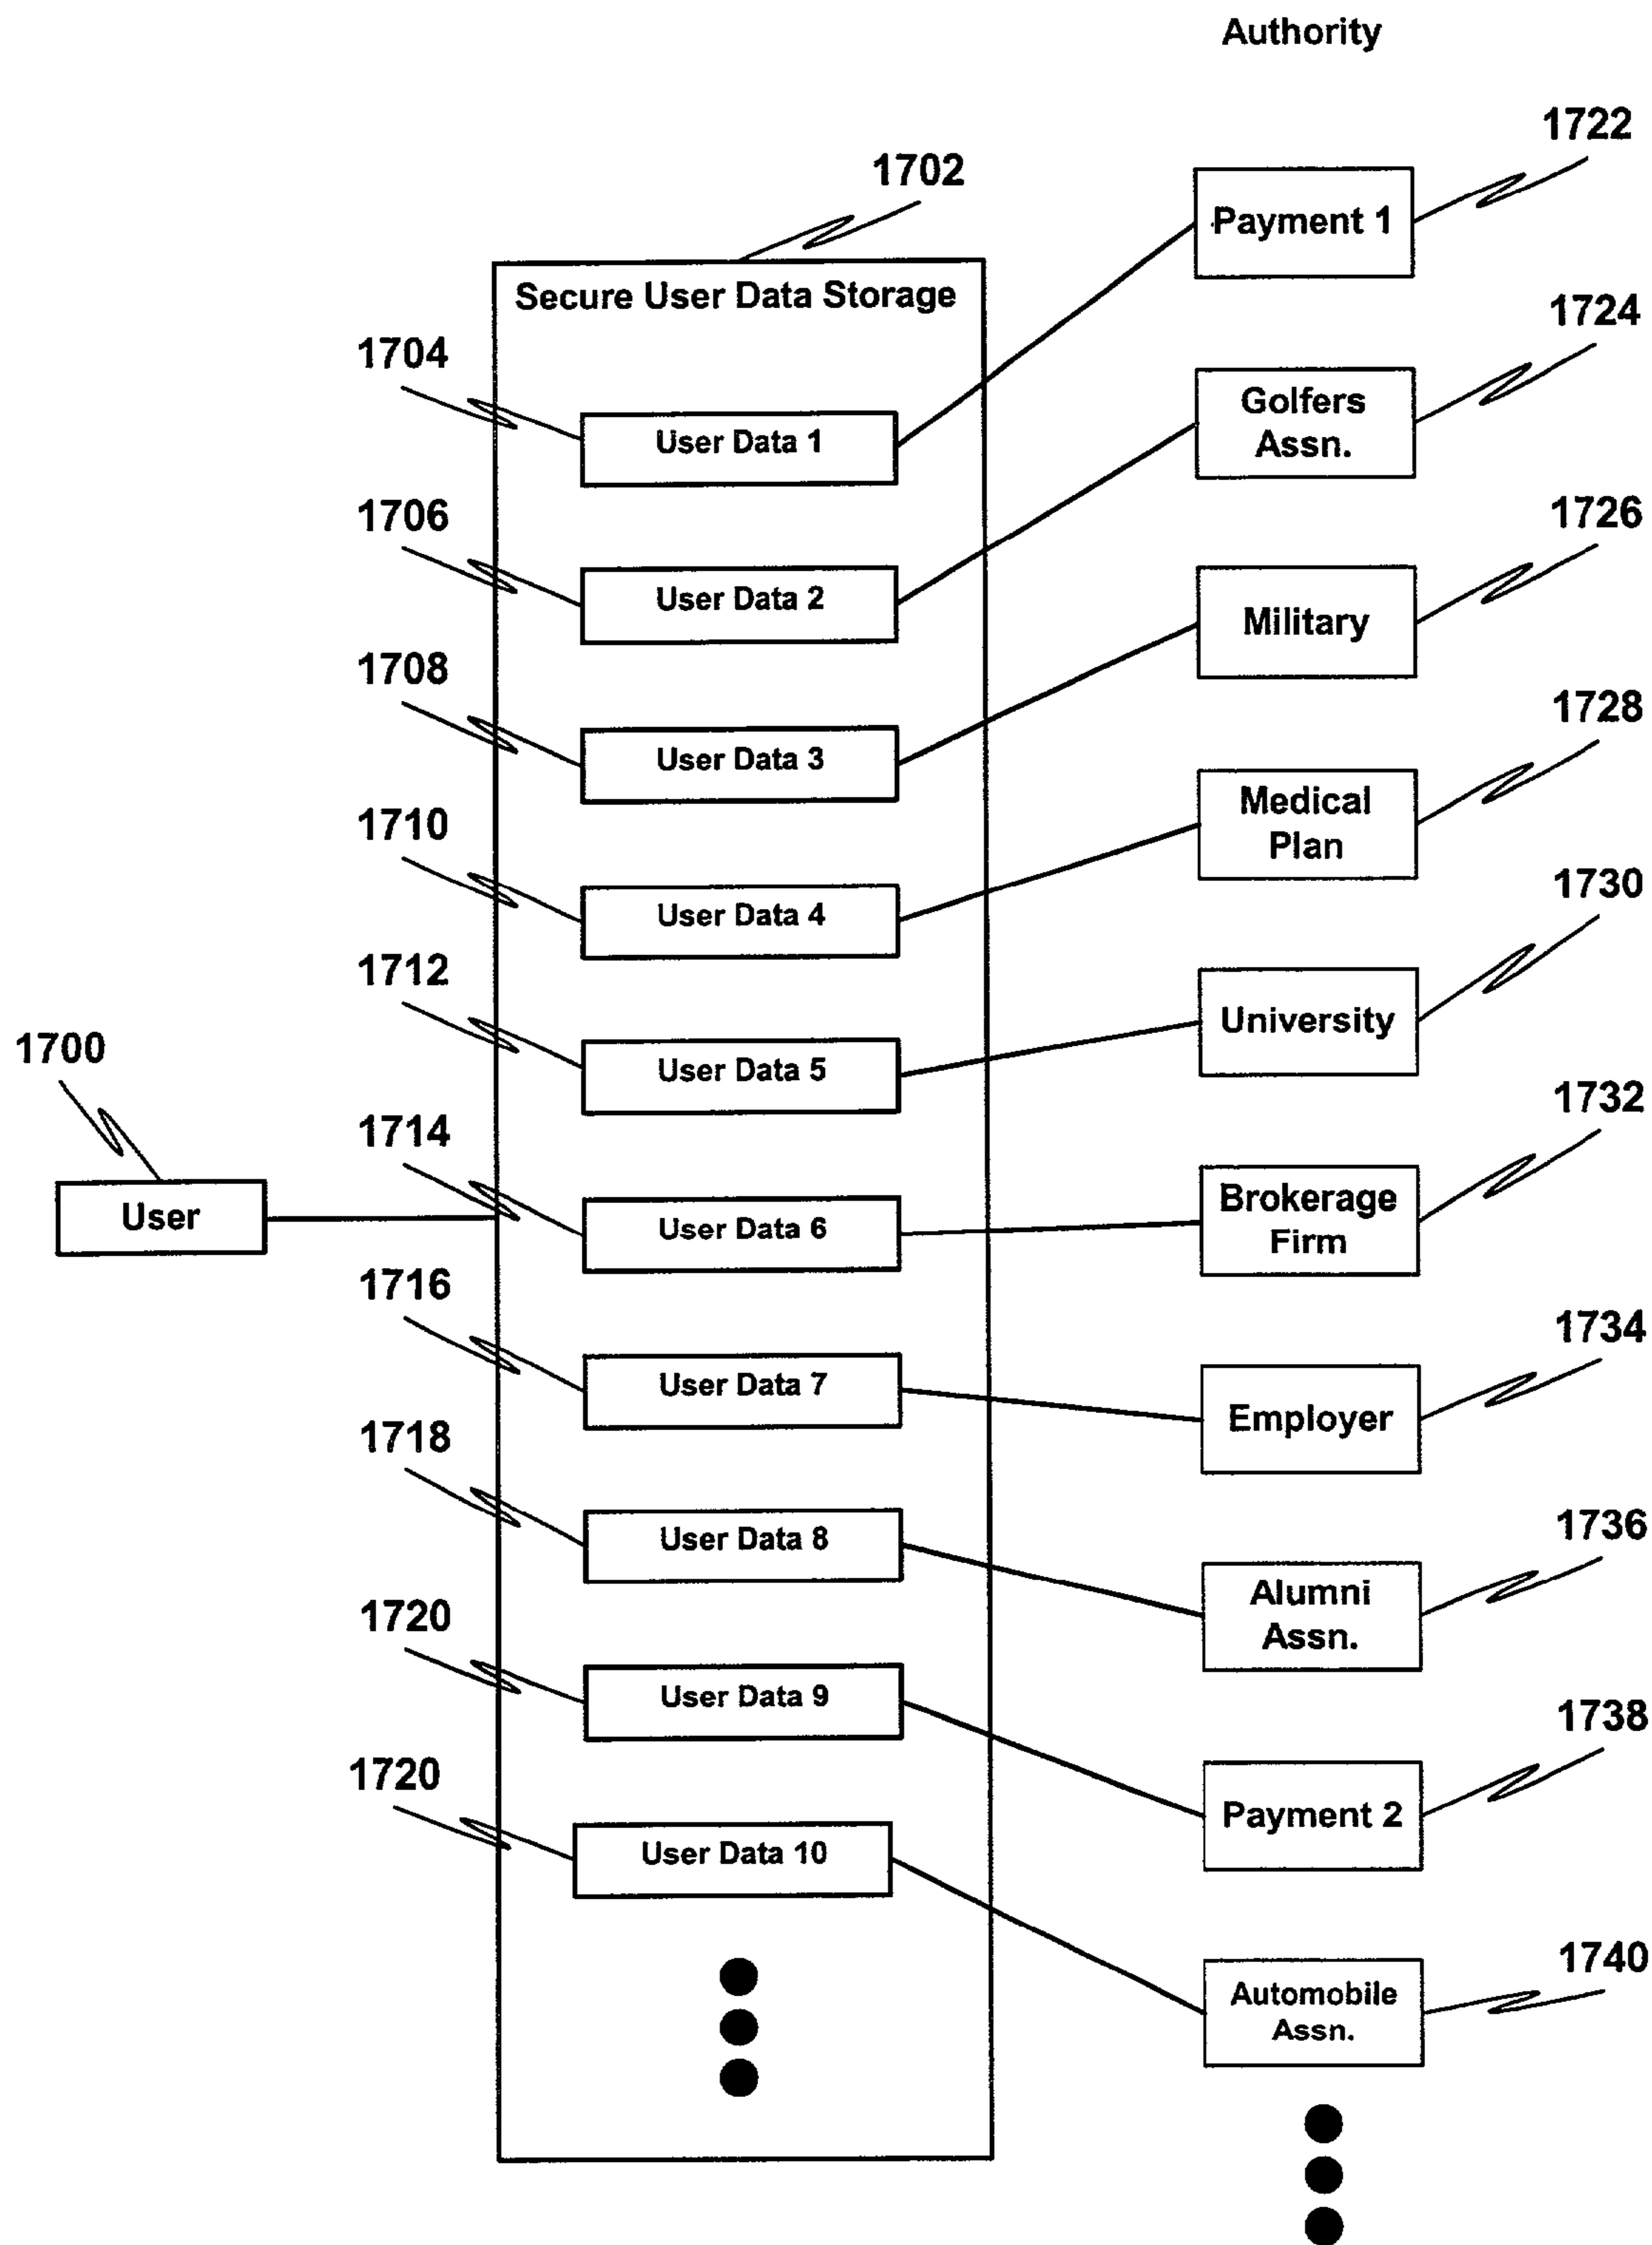 Authority
1722
Payment 1
1702
Secure User Data Storage
1724
Golfers
Assn.
1704
User Data 1
1726
Military
1706
User Data 2
1728
Medical
Plan
1708
User Data 3
1730
University
1710
User Data 4
1712
User Data 5
1700
User
1732
Brokerage
Firm
1714
User Data 6
1734
Employer
1716
User Data 7
1736
Alumni
Assn.
1718
User Data 8
1738
Payment 2
1720
User Data 9
1740
Automobile
Assn.
1720
User Data 10